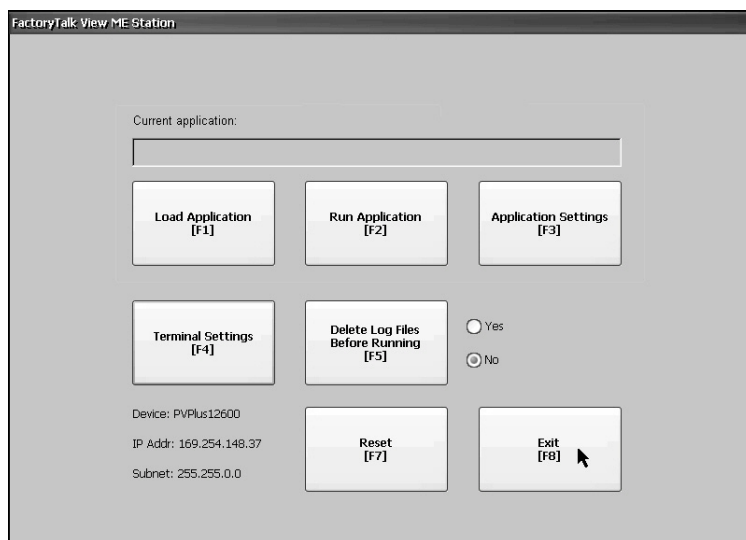 FactoryTalk View ME Station
Current application:
Load Application
[F1]
Run Application
[F2]
Application Settings
[F3]
Terminal Settings
[F4]
Delete Log Files
Before Running
[F5]
Yes
No
Device: PVPlus12600
IP Addr: 169.254.148.37
Subnet: 255.255.0.0
Reset
[F7]
Exit
[F8]